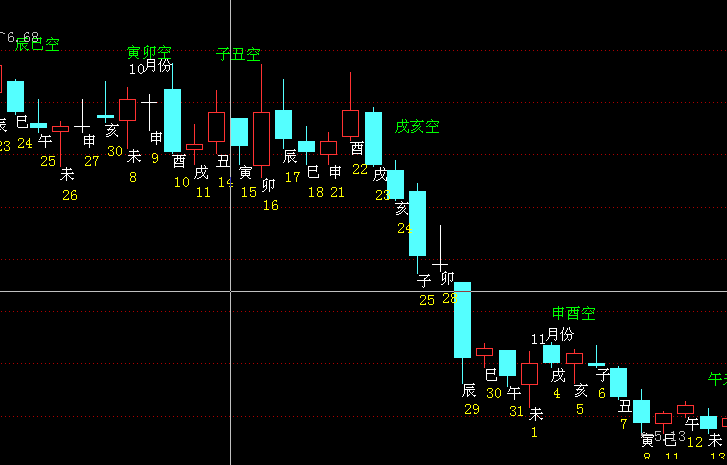 6.68
辰巳空
寅卯空
10月份
子丑空
戌亥空
申酉空
11月份
辰 23
巳 24
午 25
未 26
申 27
亥 30
未 8
申 9
酉 10
戌 11
丑 14
寅 15
卯 16
辰 17
巳 18
申 21
酉 22
戌 23
亥 24
子 25
卯 28
辰 29
巳 30
午 31
未 1
戌 4
亥 5
子 6
丑 7
寅 8
巳 11
午 12
未 13
5.13